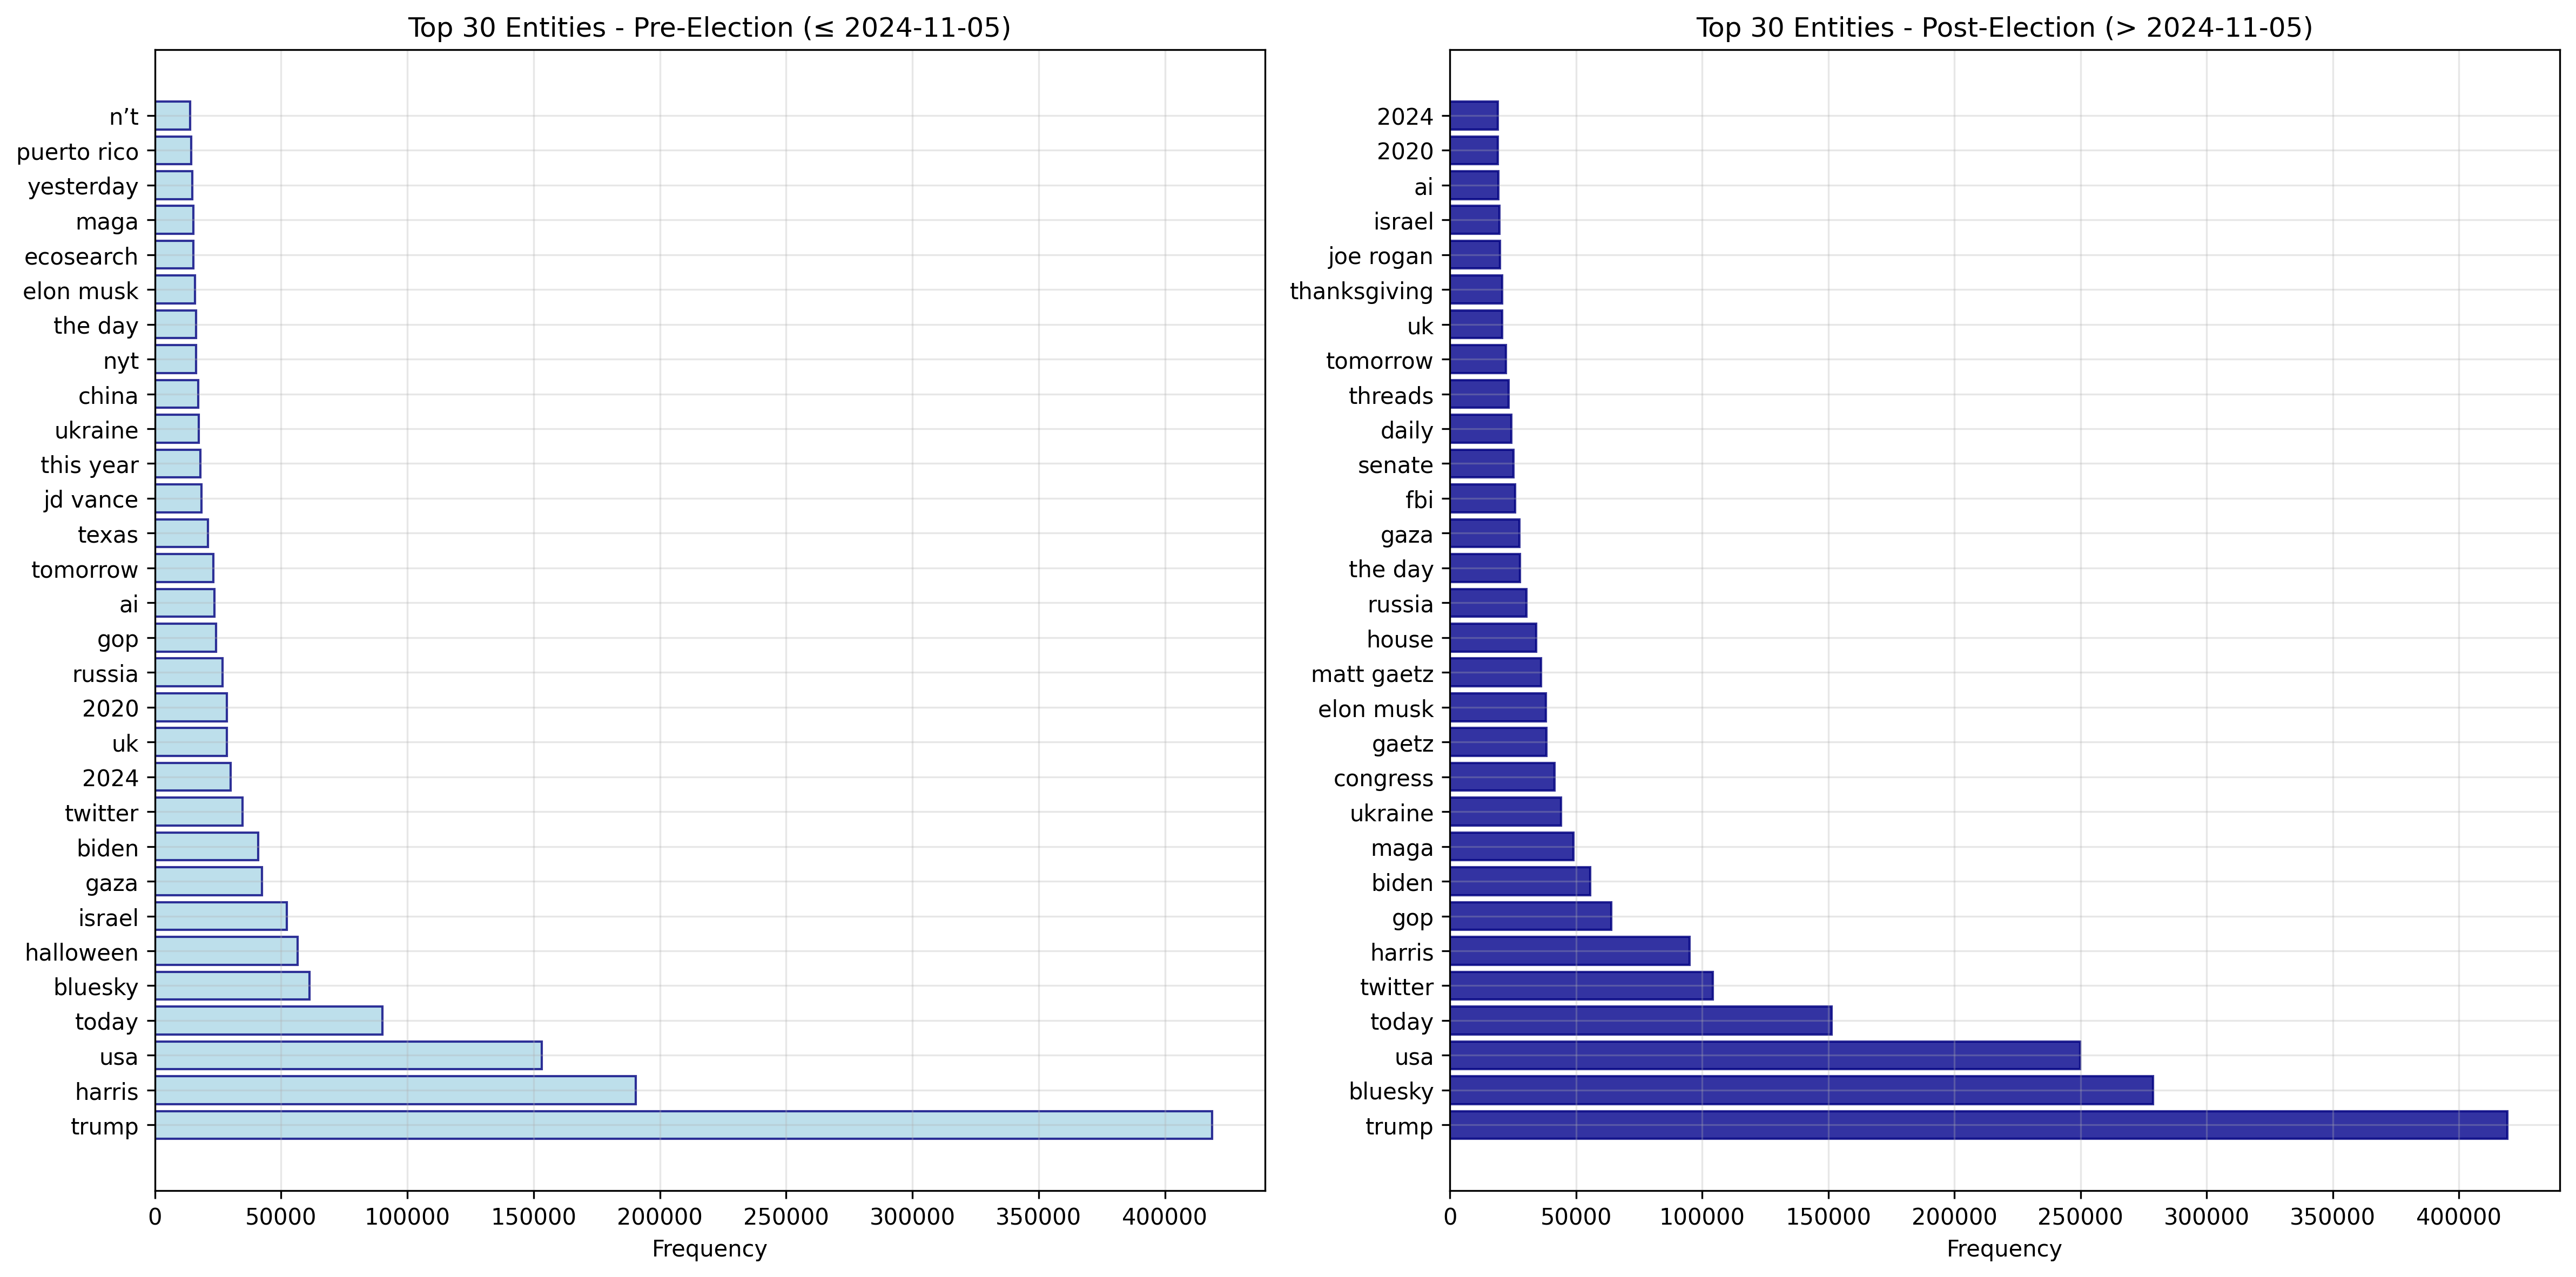 Top 30 Entities - Pre-Election (≤ 2024-11-05)
n’t
puerto rico
yesterday
maga
ecosearch
elon musk
the day
nyt
china
ukraine
this year
jd vance
texas
tomorrow
ai
gop
russia
2020
uk
2024
twitter
biden
gaza
israel
halloween
bluesky
today
usa
harris
trump
0 50000 100000 150000 200000 250000 300000 350000 400000
Frequency
Top 30 Entities - Post-Election (> 2024-11-05)
2024
2020
ai
israel
joe rogan
thanksgiving
uk
tomorrow
threads
daily
senate
fbi
gaza
the day
russia
house
matt gaetz
elon musk
gaetz
congress
ukraine
maga
biden
gop
harris
twitter
today
usa
bluesky
trump
0 50000 100000 150000 200000 250000 300000 350000 400000
Frequency